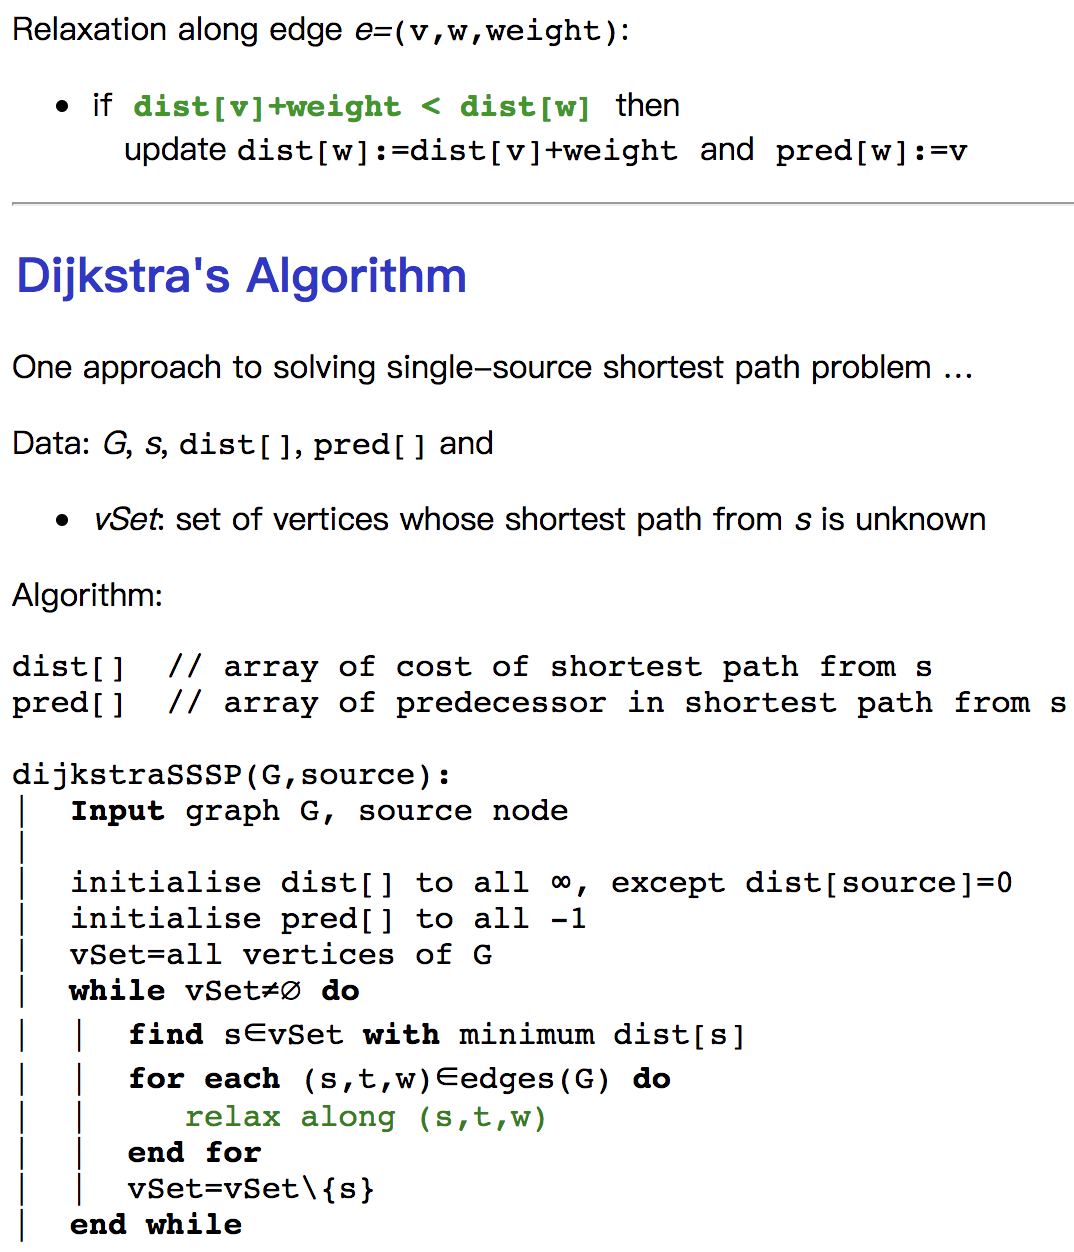 Relaxation along edge e=(v,w,weight):
• if dist[v]+weight < dist[w] then
update dist[w]:=dist[v]+weight and pred[w]:=v
Dijkstra's Algorithm
One approach to solving single–source shortest path problem …
Data: G, s, dist[], pred[] and
• vSet: set of vertices whose shortest path from s is unknown
Algorithm:
dist[]  // array of cost of shortest path from s
pred[]  // array of predecessor in shortest path from s
dijkstraSSSP(G,source):
|  Input graph G, source node
|
|  initialise dist[] to all ∞, except dist[source]=0
|  initialise pred[] to all -1
|  vSet=all vertices of G
|  while vSet≠∅ do
|  |  find s∈vSet with minimum dist[s]
|  |  for each (s,t,w)∈edges(G) do
|  |     relax along (s,t,w)
|  |  end for
|  |  vSet=vSet\{s}
|  end while